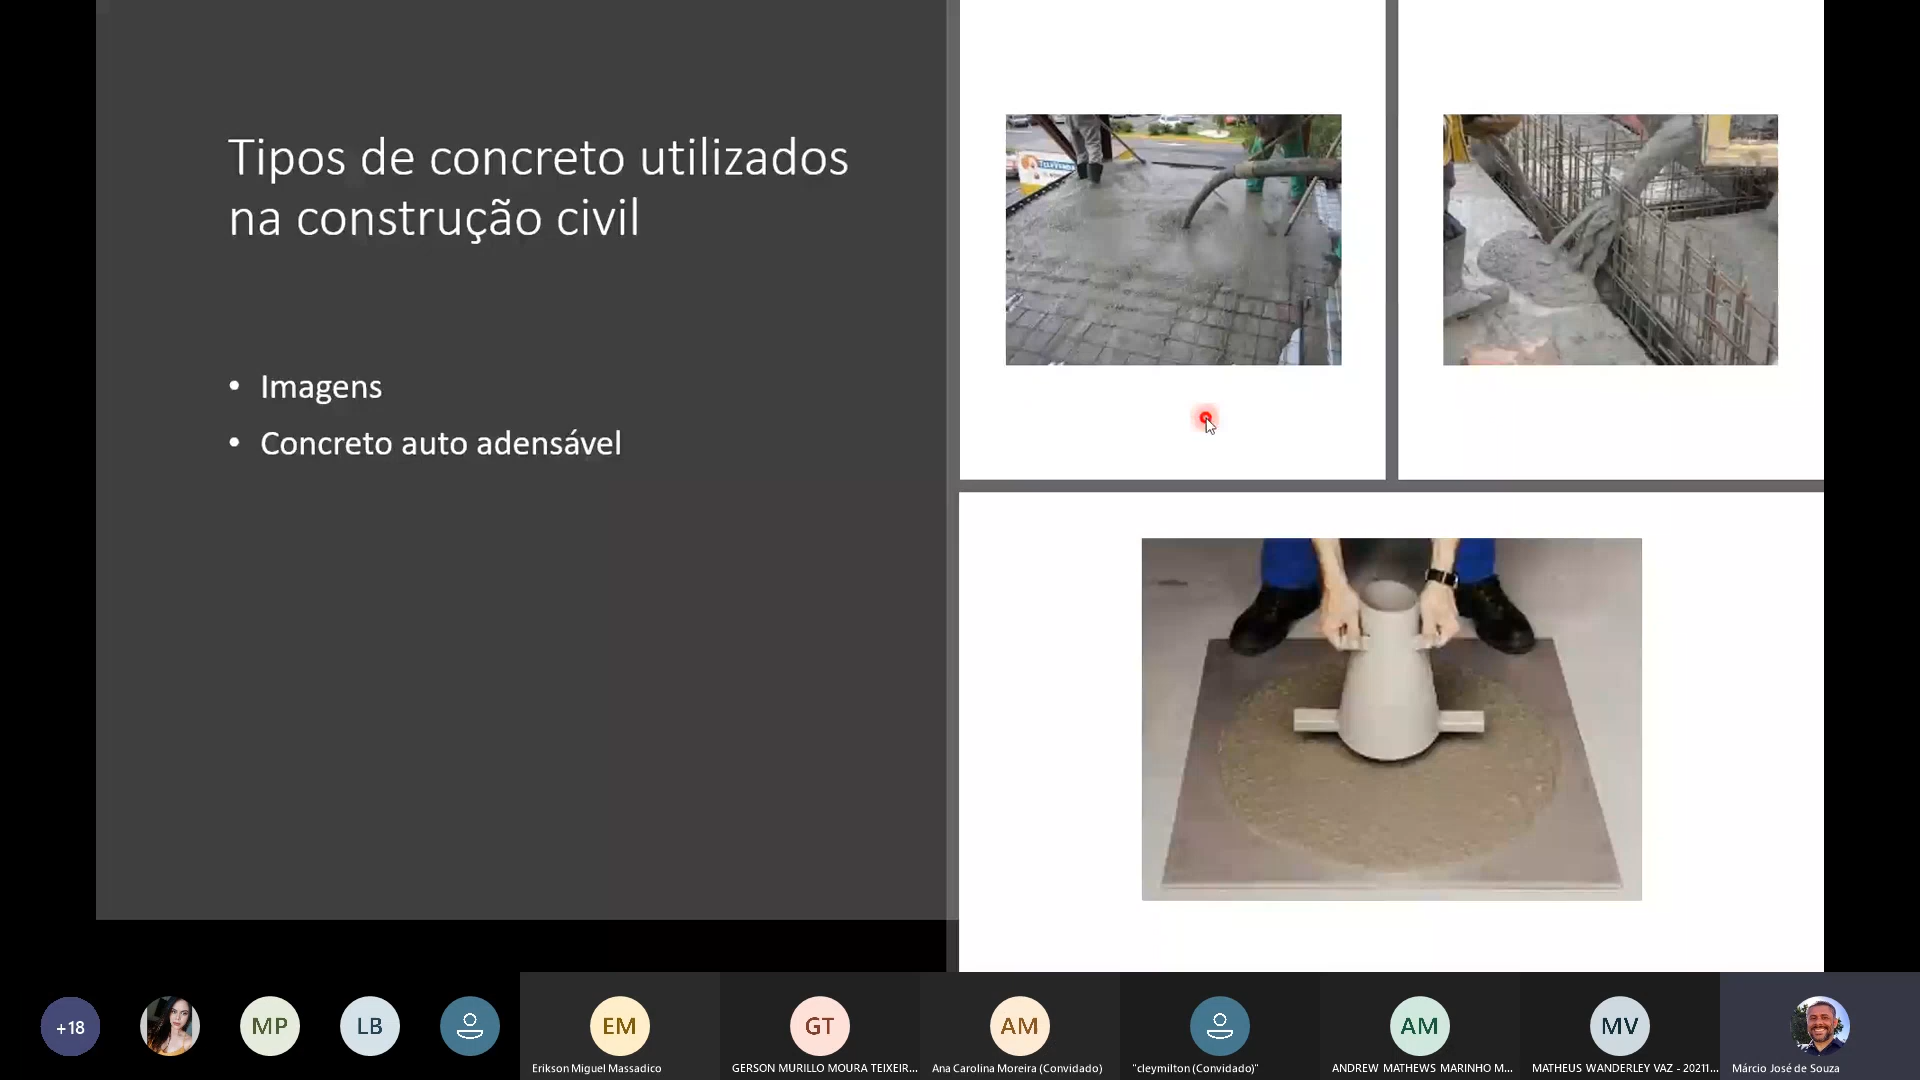 Tipos de concreto utilizados
na construção civil
• Imagens
• Concreto auto adensável
+18
MP
LB
EM
GT
AM
AM
MV
Erikson Miguel Massadico
GERSON MURILLO MOURA TEIXEIR...
Ana Carolina Moreira (Convidado)
"cleymilton (Convidado)"
ANDREW MATHEWS MARINHO M...
MATHEUS WANDERLEY VAZ - 20211...
Márcio José de Souza